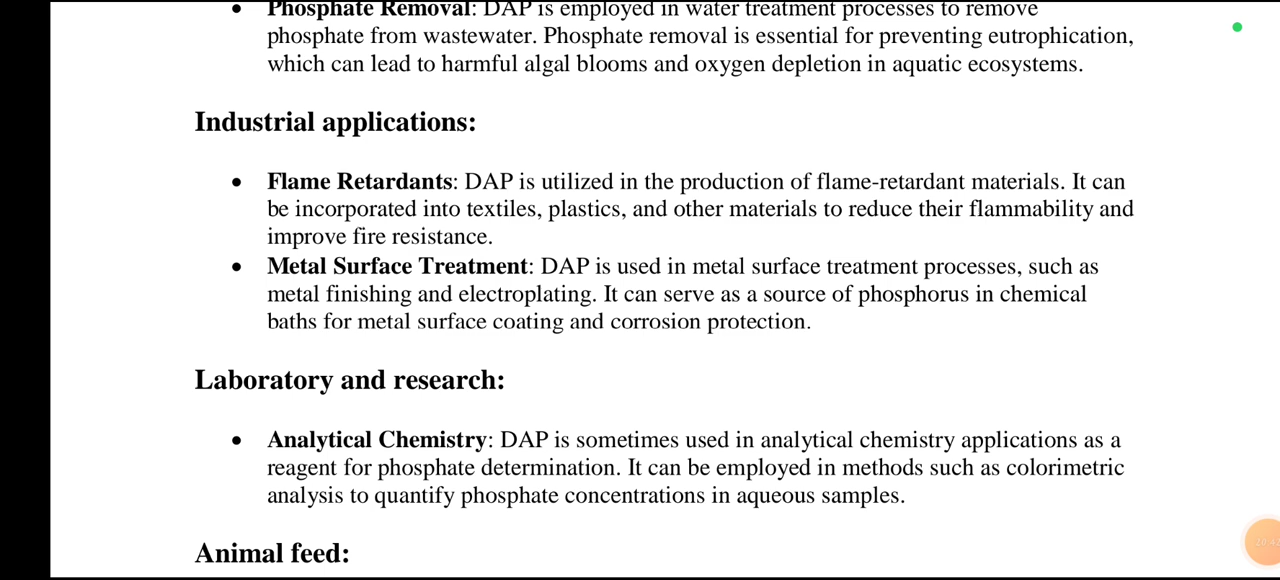 • Phosphate Removal: DAP is employed in water treatment processes to remove
phosphate from wastewater. Phosphate removal is essential for preventing eutrophication,
which can lead to harmful algal blooms and oxygen depletion in aquatic ecosystems.
Industrial applications:
• Flame Retardants: DAP is utilized in the production of flame-retardant materials. It can
be incorporated into textiles, plastics, and other materials to reduce their flammability and
improve fire resistance.
• Metal Surface Treatment: DAP is used in metal surface treatment processes, such as
metal finishing and electroplating. It can serve as a source of phosphorus in chemical
baths for metal surface coating and corrosion protection.
Laboratory and research:
• Analytical Chemistry: DAP is sometimes used in analytical chemistry applications as a
reagent for phosphate determination. It can be employed in methods such as colorimetric
analysis to quantify phosphate concentrations in aqueous samples.
Animal feed: